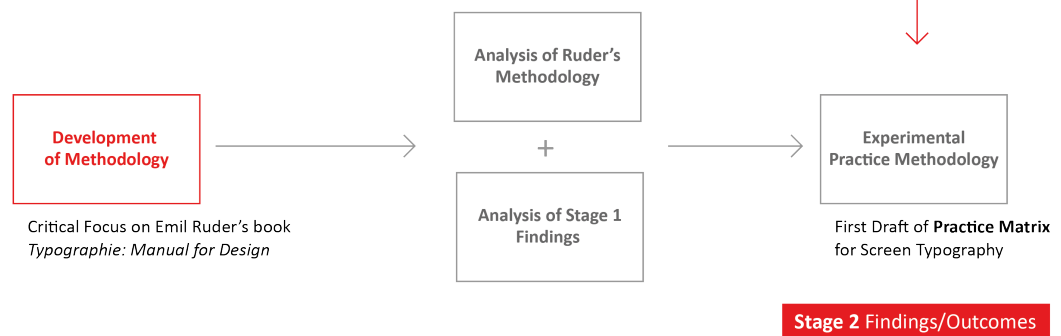 Development
of Methodology
Critical Focus on Emil Ruder's book
Typographie: Manual for Design
Analysis of Ruder's
Methodology
+
Analysis of Stage 1
Findings
Experimental
Practice Methodology
First Draft of Practice Matrix
for Screen Typography
Stage 2 Findings/Outcomes